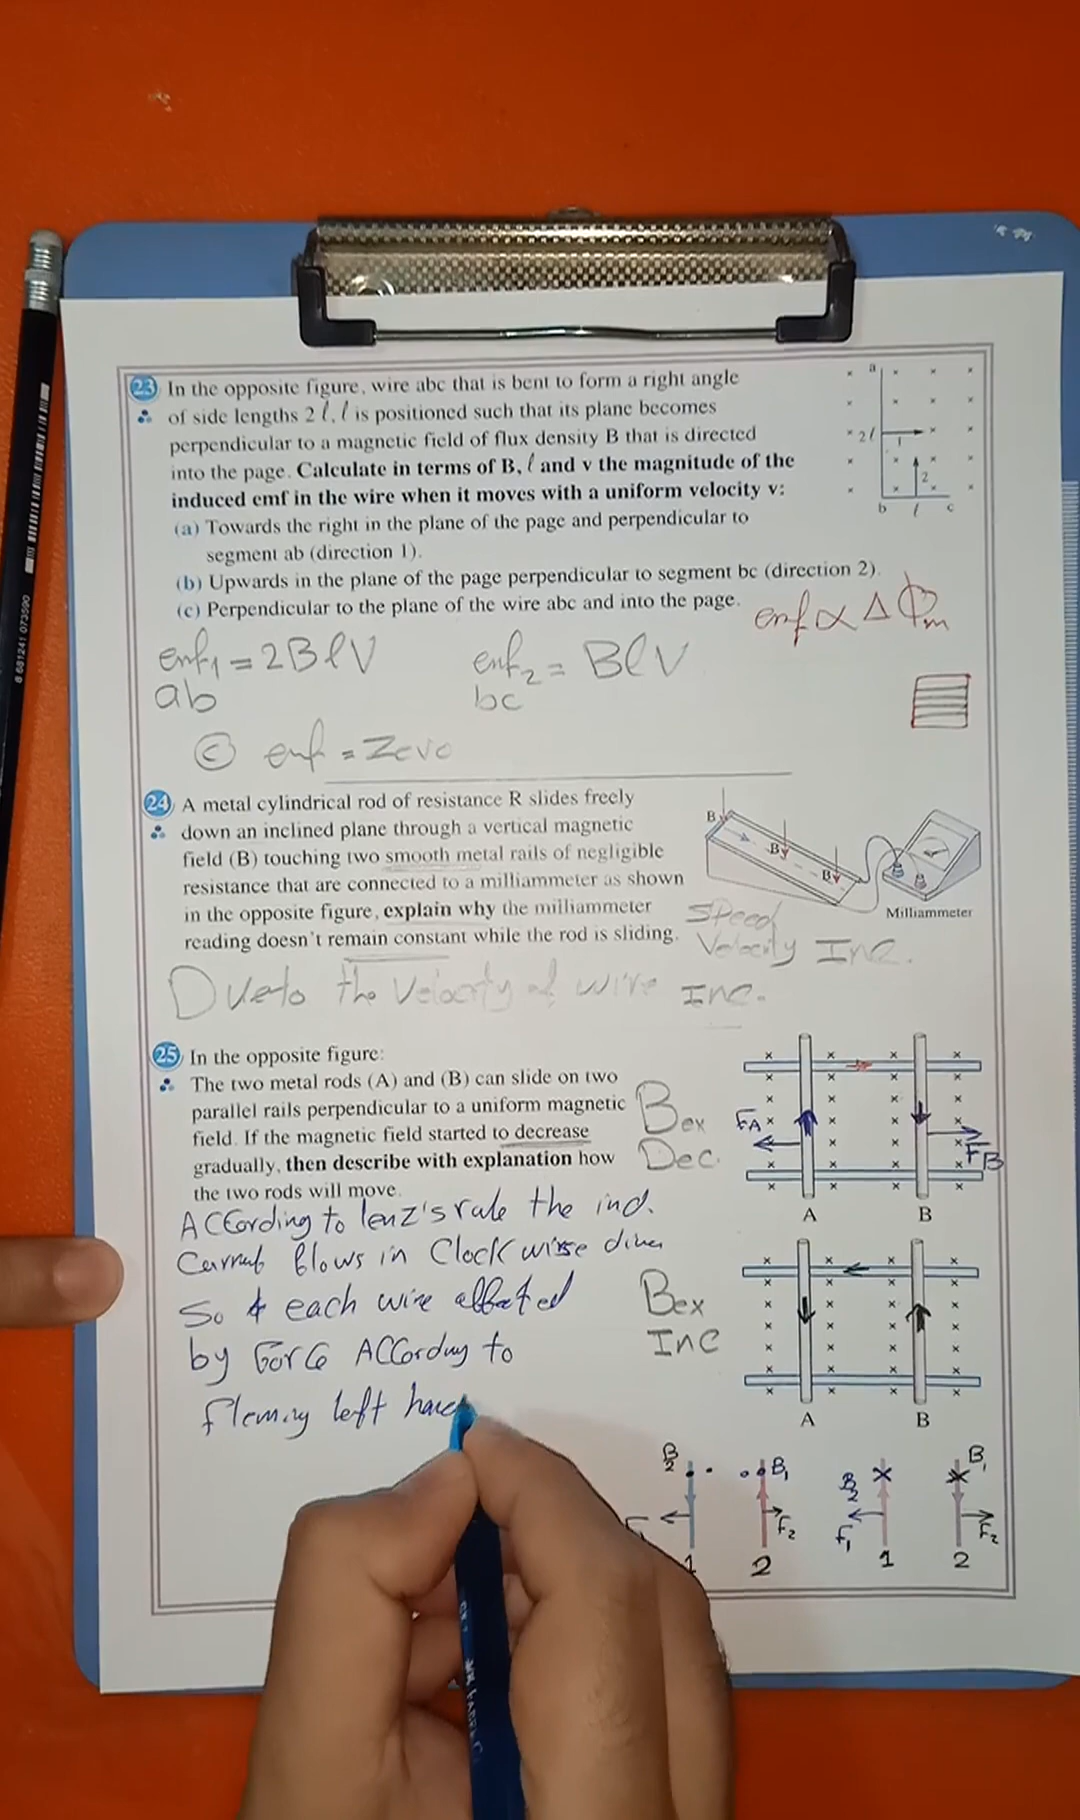 23 In the opposite figure, wire abc that is bent to form a right angle
of side lengths 2ℓ, ℓ is positioned such that its plane becomes
perpendicular to a magnetic field of flux density B that is directed
into the page. Calculate in terms of B, ℓ and v the magnitude of the
induced emf in the wire when it moves with a uniform velocity v:
(a) Towards the right in the plane of the page and perpendicular to
segment ab (direction 1).
(b) Upwards in the plane of the page perpendicular to segment bc (direction 2).
(c) Perpendicular to the plane of the wire abc and into the page.
a
2ℓ
1
2
b ℓ c
emf ∝ Δ Φm
emf1 = 2BℓV
ab
emf2 = BℓV
bc
c emf = Zero
24 A metal cylindrical rod of resistance R slides freely
down an inclined plane through a vertical magnetic
field (B) touching two smooth metal rails of negligible
resistance that are connected to a milliammeter as shown
in the opposite figure, explain why the milliammeter
reading doesn't remain constant while the rod is sliding.
B
B
B
Milliammeter
Speed
Velocity Inc.
Due to the Velocity of wire Inc.
25 In the opposite figure:
The two metal rods (A) and (B) can slide on two
parallel rails perpendicular to a uniform magnetic
field. If the magnetic field started to decrease
gradually, then describe with explanation how
the two rods will move.
Bex
Dec.
FA
FB
A B
ACCording to lenz's rule the ind.
flows in Clockwise
So each wire affected
by ForCe ACCording to
fleming left
Bex
Inc
A B
B2 B1 B2 B1
F2 F1 F2
1 2 1 2
8 681241 073590